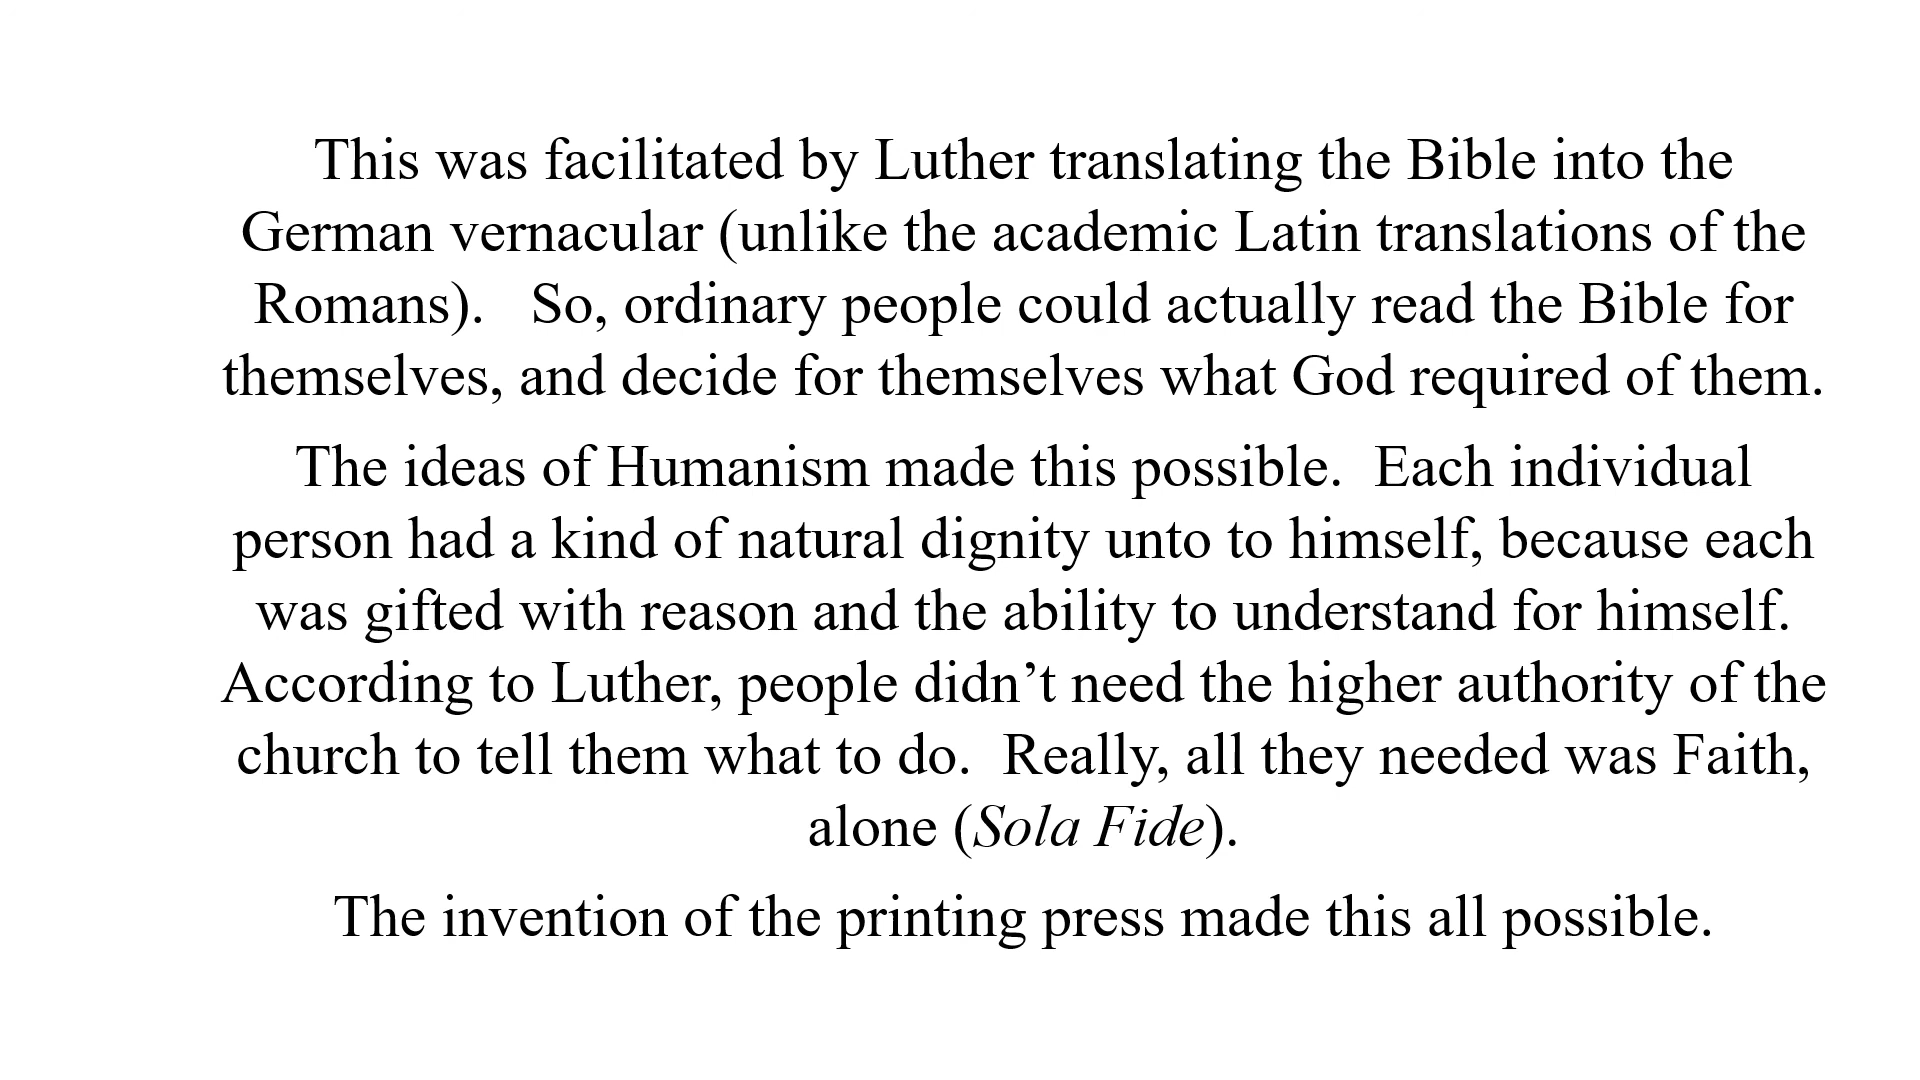 This was facilitated by Luther translating the Bible into the
German vernacular (unlike the academic Latin translations of the
Romans).   So, ordinary people could actually read the Bible for
themselves, and decide for themselves what God required of them.
The ideas of Humanism made this possible.  Each individual
person had a kind of natural dignity unto to himself, because each
was gifted with reason and the ability to understand for himself.
According to Luther, people didn’t need the higher authority of the
church to tell them what to do.  Really, all they needed was Faith,
alone (Sola Fide).
The invention of the printing press made this all possible.